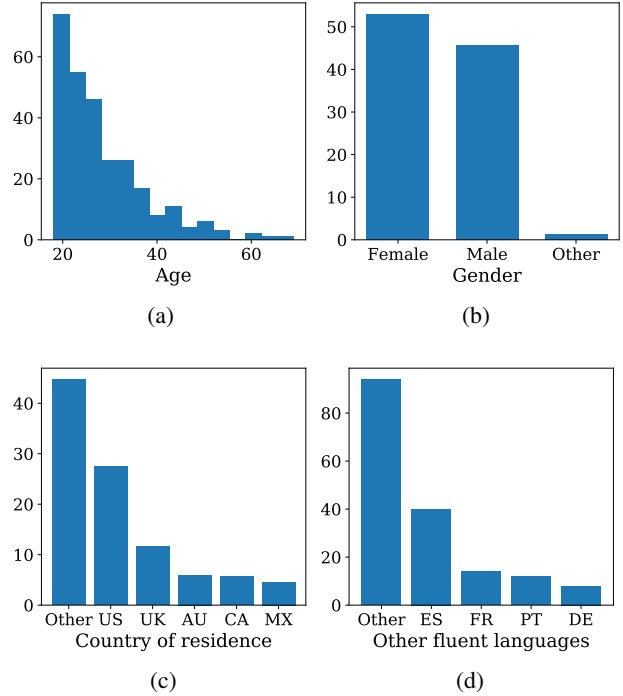 60
40
20
0
20 40 60
Age
(a)
50
40
30
20
10
0
Female Male Other
Gender
(b)
40
30
20
10
0
Other US UK AU CA MX
Country of residence
(c)
80
60
40
20
0
Other ES FR PT DE
Other fluent languages
(d)